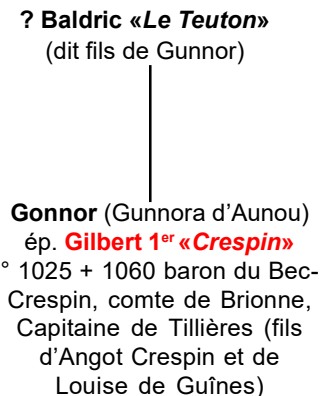 ? Baldric «Le Teuton»
(dit fils de Gunnor)
Gonnor (Gunnora d'Aunou)
ép. Gilbert 1er «Crespin»
° 1025 + 1060 baron du Bec-
Crespin, comte de Brionne,
Capitaine de Tillières (fils
d'Angot Crespin et de
Louise de Guînes)